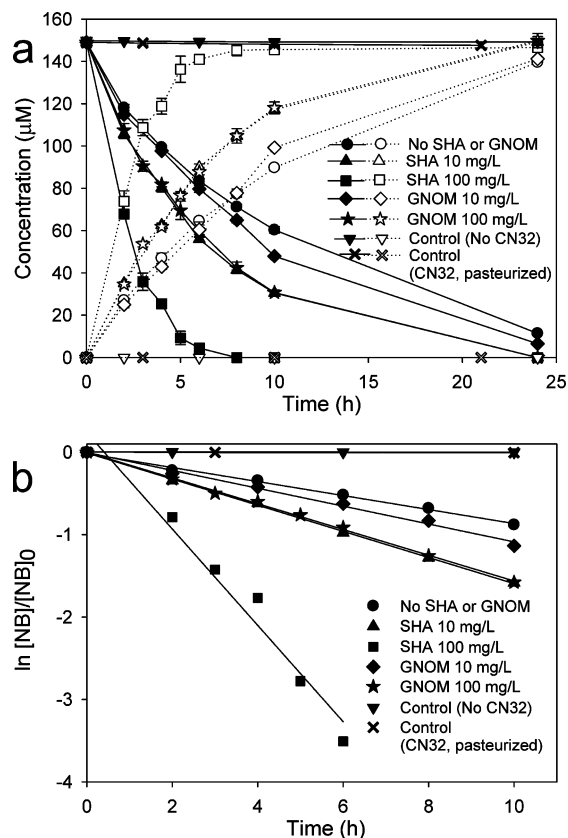 a
160
140
120
100
80
60
40
20
0
Concentration (μM)
No SHA or GNOM
SHA 10 mg/L
SHA 100 mg/L
GNOM 10 mg/L
GNOM 100 mg/L
Control (No CN32)
Control
(CN32, pasteurized)
0 5 10 15 20 25
Time (h)
b
0
-1
-2
-3
-4
ln [NB]/[NB]0
No SHA or GNOM
SHA 10 mg/L
SHA 100 mg/L
GNOM 10 mg/L
GNOM 100 mg/L
Control (No CN32)
Control
(CN32, pasteurized)
0 2 4 6 8 10
Time (h)